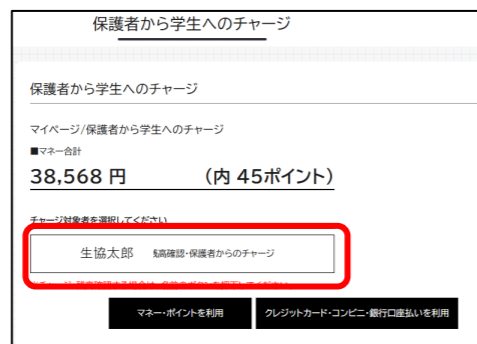 保護者から学生へのチャージ
保護者から学生へのチャージ
マイページ/保護者から学生へのチャージ
■マネー合計
38,568 円 (内 45ポイント)
チャージ対象者を選択してください
生協太郎 残高確認・保護者からのチャージ
マネー・ポイントを利用 クレジットカード・コンビニ・銀行口座払いを利用